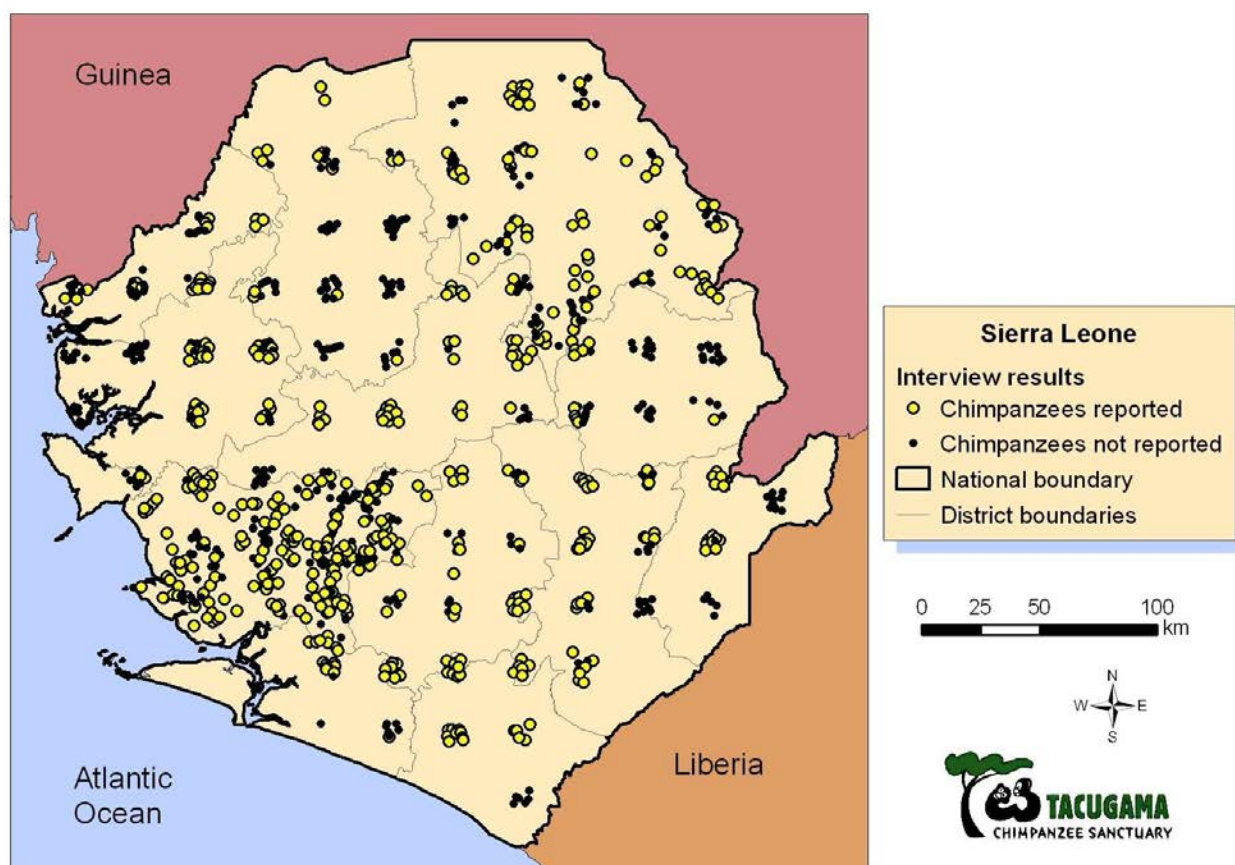 Guinea
Sierra Leone
Interview results
Chimpanzees reported
Chimpanzees not reported
National boundary
District boundaries
0 25 50 100
km
N
W E
S
Atlantic
Ocean
Liberia
TACUGAMA
CHIMPANZEE SANCTUARY